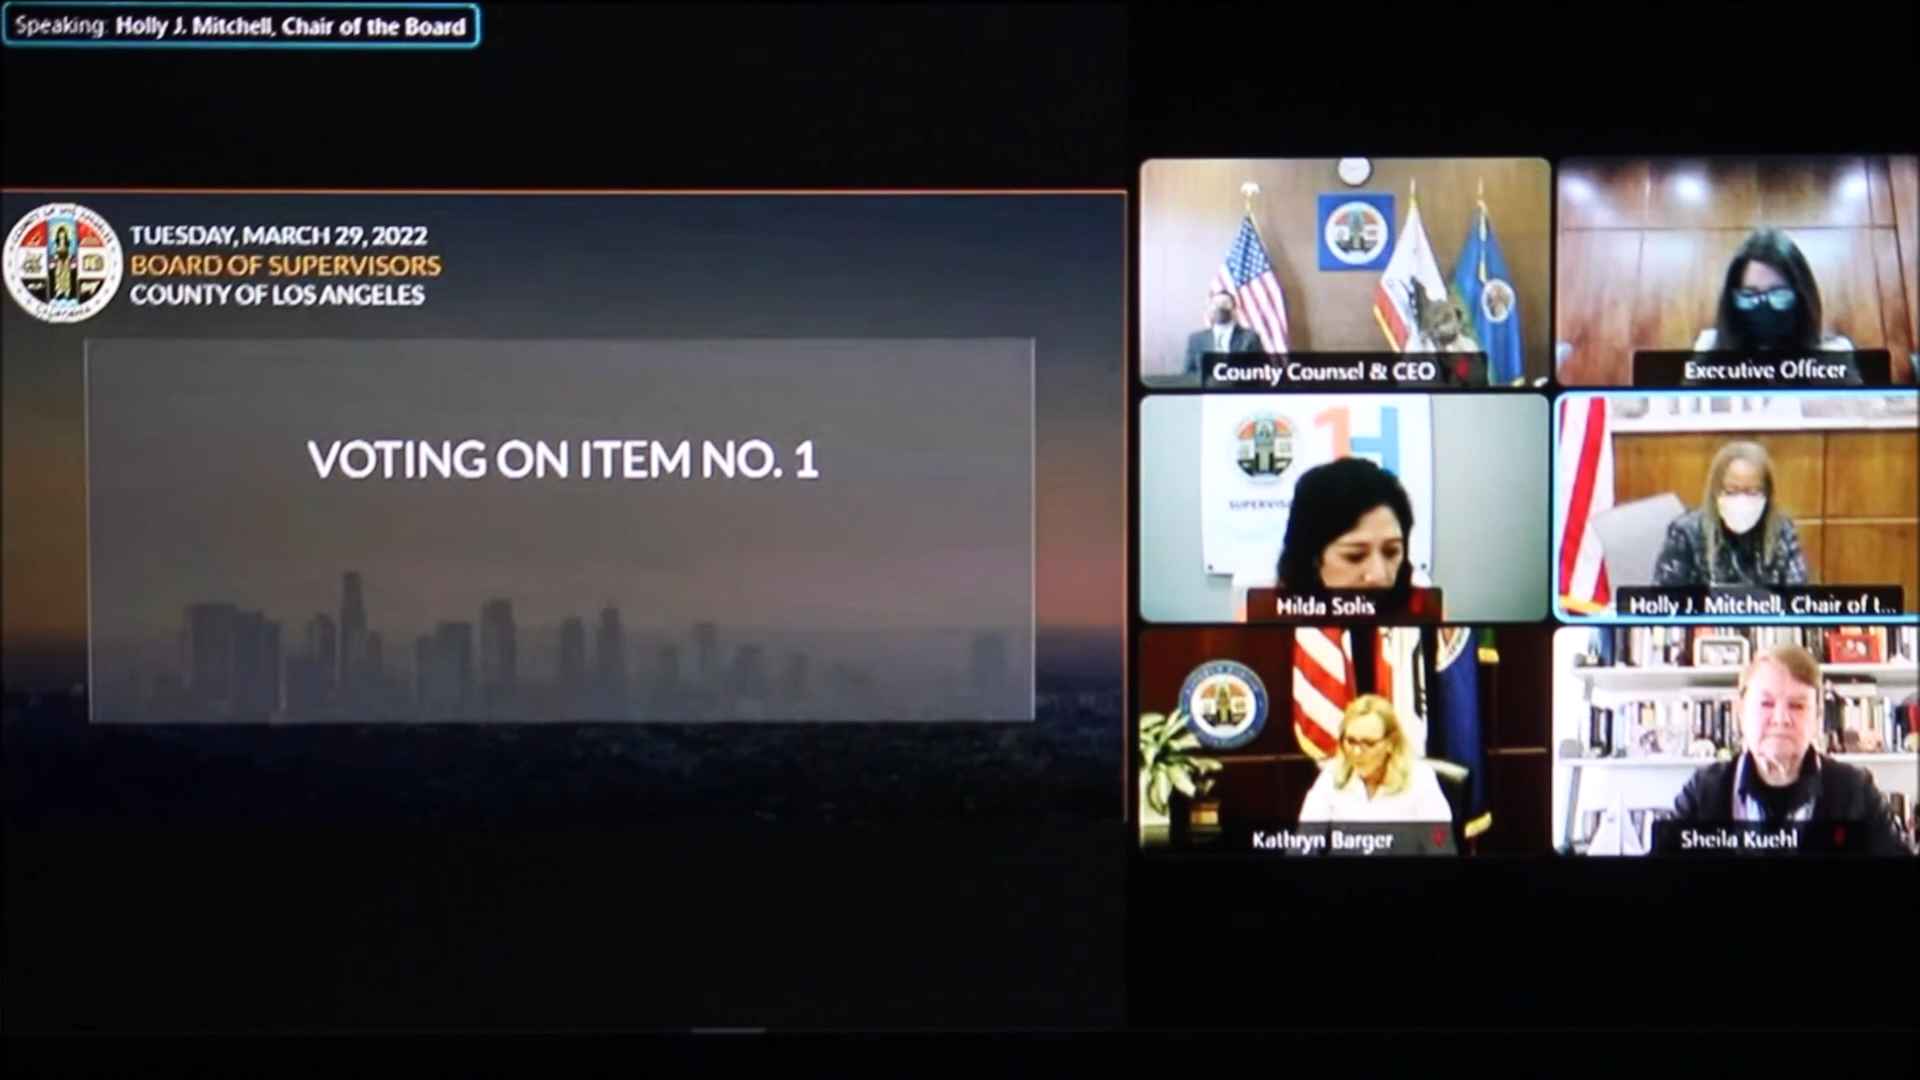 Speaking: Holly J. Mitchell, Chair of the Board
TUESDAY, MARCH 29, 2022
BOARD OF SUPERVISORS
COUNTY OF LOS ANGELES
VOTING ON ITEM NO. 1
County Counsel & CEO
Executive Officer
Hilda Solis
Holly J. Mitchell, Chair of t...
Kathryn Barger
Sheila Kuehl